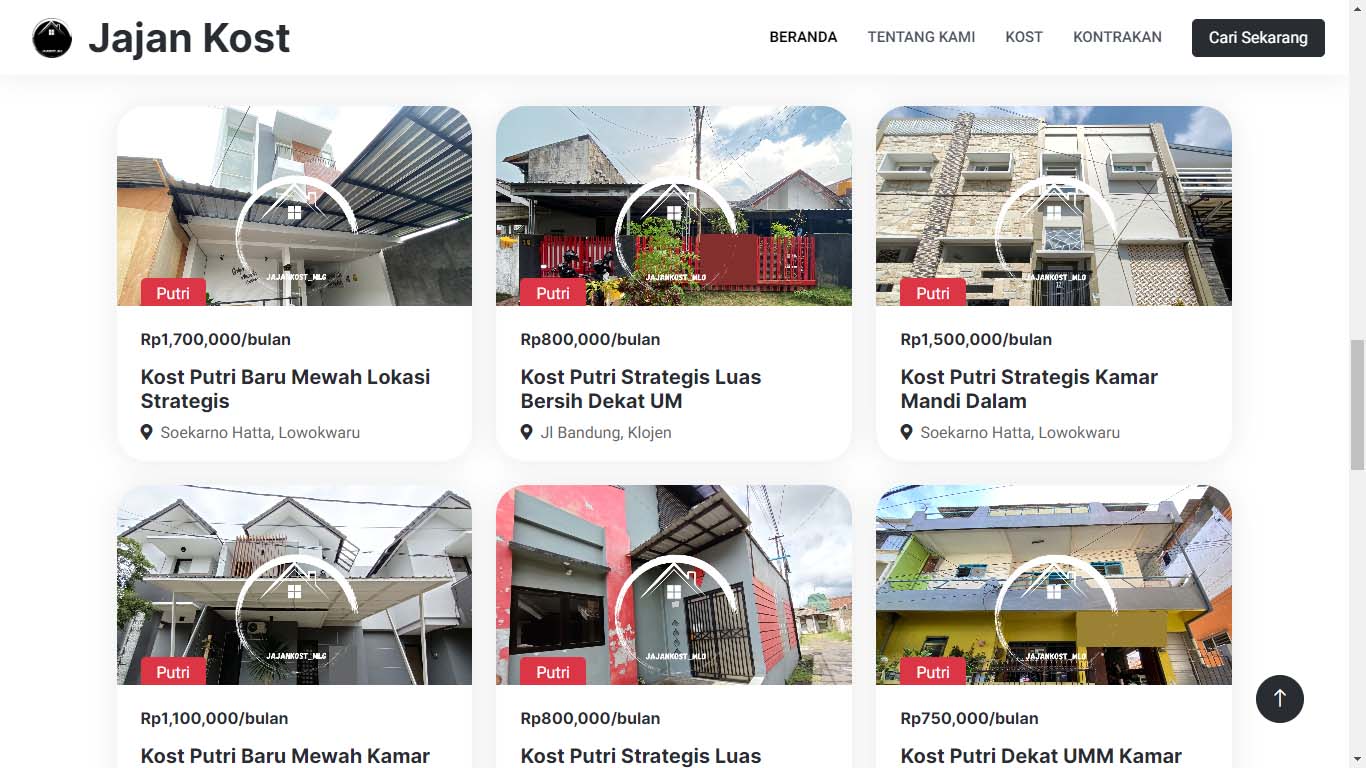 Jajan Kost
BERANDA
TENTANG KAMI
KOST
KONTRAKAN
Cari Sekarang
JAJANKOST_MLG
Putri
Rp1,700,000/bulan
Kost Putri Baru Mewah Lokasi
Strategis
Soekarno Hatta, Lowokwaru
JAJANKOST_MLG
Putri
Rp800,000/bulan
Kost Putri Strategis Luas
Bersih Dekat UM
Jl Bandung, Klojen
JAJANKOST_MLG
Putri
Rp1,500,000/bulan
Kost Putri Strategis Kamar
Mandi Dalam
Soekarno Hatta, Lowokwaru
JAJANKOST_MLG
Putri
Rp1,100,000/bulan
Kost Putri Baru Mewah Kamar
JAJANKOST_MLG
Putri
Rp800,000/bulan
Kost Putri Strategis Luas
JAJANKOST_MLG
Putri
Rp750,000/bulan
Kost Putri Dekat UMM Kamar